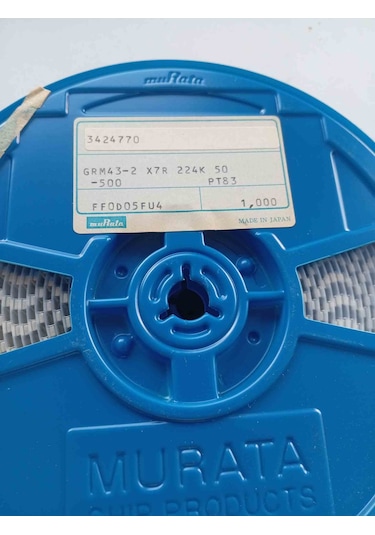 muRata
3424770
GRM43-2 X7R 224K 50
-500 PT83
FF0D05FU4 1,000
muRata MADE IN JAPAN
MURATA
CHIP PRODUCTS